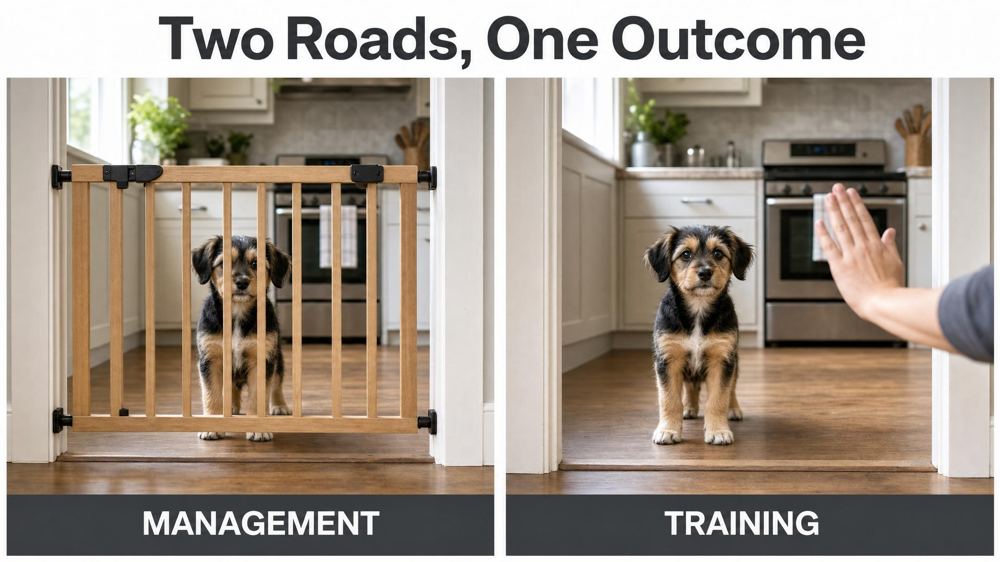 Two Roads, One Outcome
MANAGEMENT
TRAINING